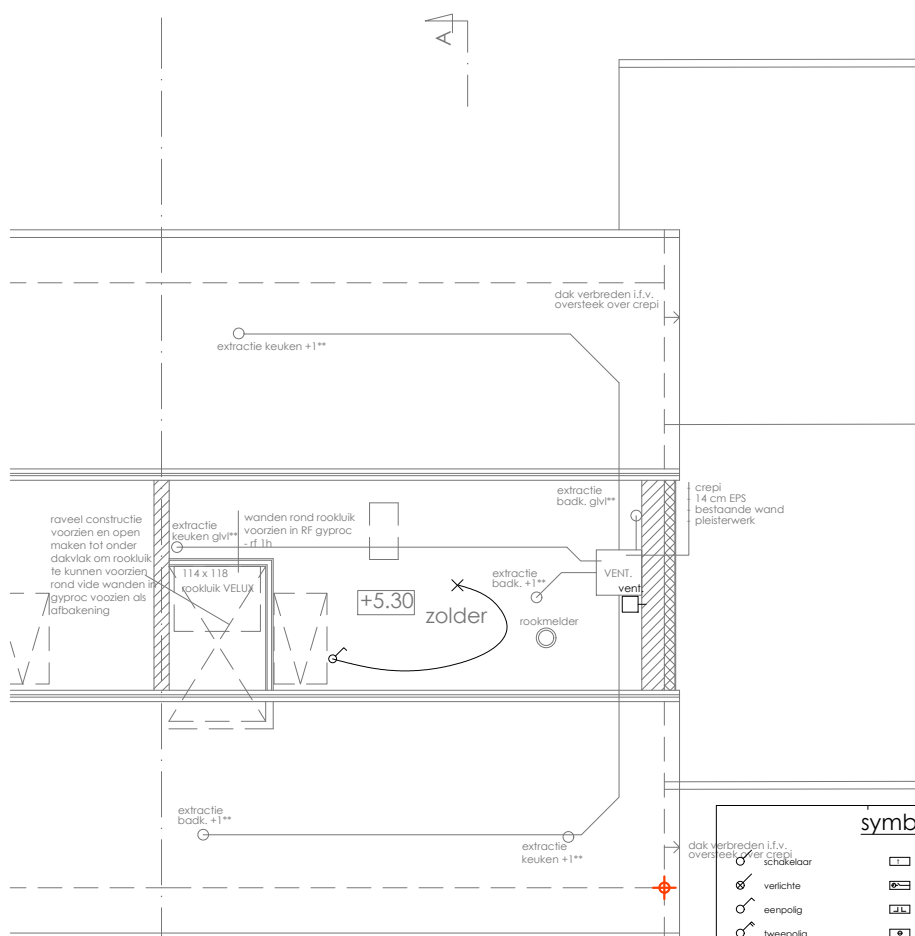 A
dak verbreden i.f.v.
oversteek over crepi
extractie keuken +1**
extractie
badk. glvl**
crepi
14 cm EPS
bestaande wand
pleisterwerk
raveel constructie
voorzien en open
maken tot onder
dakvlak om rookluik
te kunnen voorzien
rond vide wanden in
gyproc voozien als
afbakening
extractie
keuken glvl**
wanden rond rookluik
voorzien in RF gyproc
- rf 1h
114 x 118
rookluik VELUX
extractie
badk. +1**
VENT.
vent.
+5.30
zolder
rookmelder
extractie
badk. +1**
extractie
keuken +1**
dak verbreden i.f.v.
oversteek over crepi
symb
schakelaar
verlichte
eenpolig
tweepolig